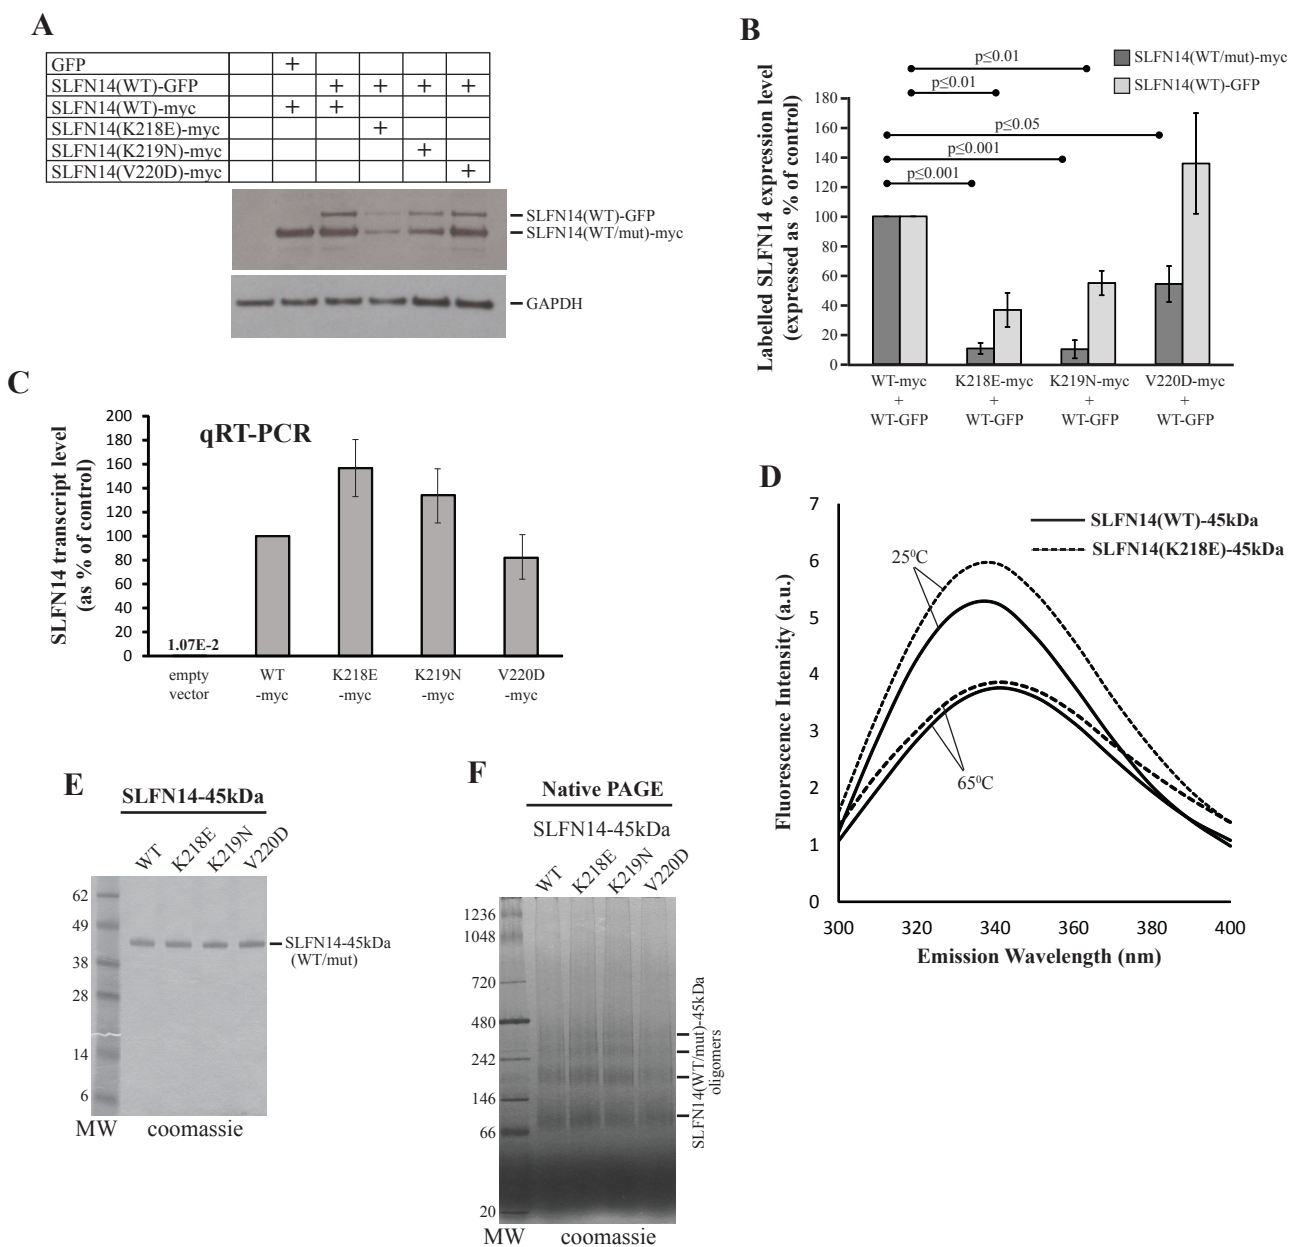 A
GFP +
SLFN14(WT)-GFP + + + +
SLFN14(WT)-myc + +
SLFN14(K218E)-myc +
SLFN14(K219N)-myc +
SLFN14(V220D)-myc +
SLFN14(WT)-GFP
SLFN14(WT/mut)-myc
GAPDH
B
SLFN14(WT/mut)-myc
SLFN14(WT)-GFP
p≤0.01
p≤0.01
p≤0.05
p≤0.001
p≤0.001
Labelled SLFN14 expression level
(expressed as % of control)
180
160
140
120
100
80
60
40
20
0
WT-myc K218E-myc K219N-myc V220D-myc
+ + + +
WT-GFP WT-GFP WT-GFP WT-GFP
C
qRT-PCR
SLFN14 transcript level
(as % of control)
200
180
160
140
120
100
80
60
40
20
0
1.07E-2
empty WT K218E K219N V220D
vector -myc -myc -myc -myc
D
SLFN14(WT)-45kDa
SLFN14(K218E)-45kDa
25⁰C
65⁰C
Fluorescence Intensity (a.u.)
7
6
5
4
3
2
1
0
300 320 340 360 380 400
Emission Wavelength (nm)
E
SLFN14-45kDa
WT K218E K219N V220D
62
49
38
28
14
6
SLFN14-45kDa
(WT/mut)
MW coomassie
F
Native PAGE
SLFN14-45kDa
WT K218E K219N V220D
1236
1048
720
480
242
146
66
20
SLFN14(WT/mut)-45kDa
oligomers
MW coomassie